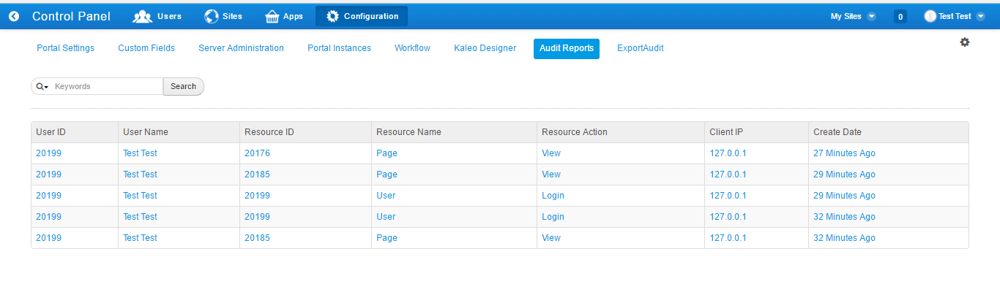 Control Panel Users Sites Apps Configuration My Sites 0 Test Test
Portal Settings Custom Fields Server Administration Portal Instances Workflow Kaleo Designer Audit Reports ExportAudit
Keywords Search
User ID User Name Resource ID Resource Name Resource Action Client IP Create Date
20199 Test Test 20176 Page View 127.0.0.1 27 Minutes Ago
20199 Test Test 20185 Page View 127.0.0.1 29 Minutes Ago
20199 Test Test 20199 User Login 127.0.0.1 29 Minutes Ago
20199 Test Test 20199 User Login 127.0.0.1 32 Minutes Ago
20199 Test Test 20185 Page View 127.0.0.1 32 Minutes Ago